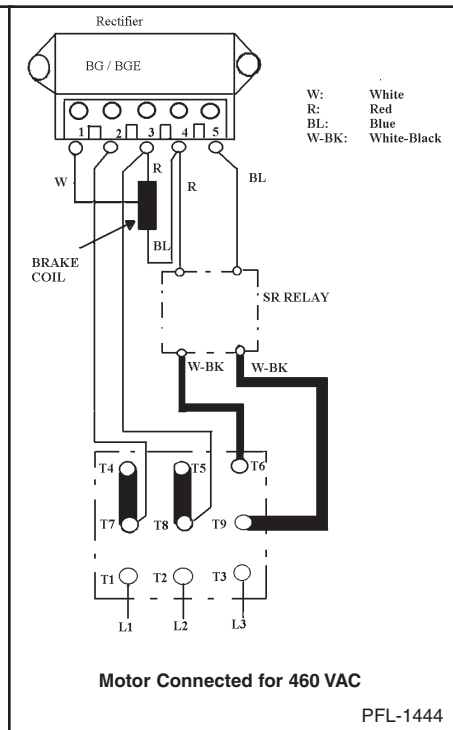 Rectifier
BG / BGE
1 2 3 4 5
W: White
R: Red
BL: Blue
W-BK: White-Black
W
R
R
BL
BRAKE
COIL
BL
SR RELAY
W-BK W-BK
T4 T5 T6
T7 T8 T9
T1 T2 T3
L1 L2 L3
Motor Connected for 460 VAC
PFL-1444